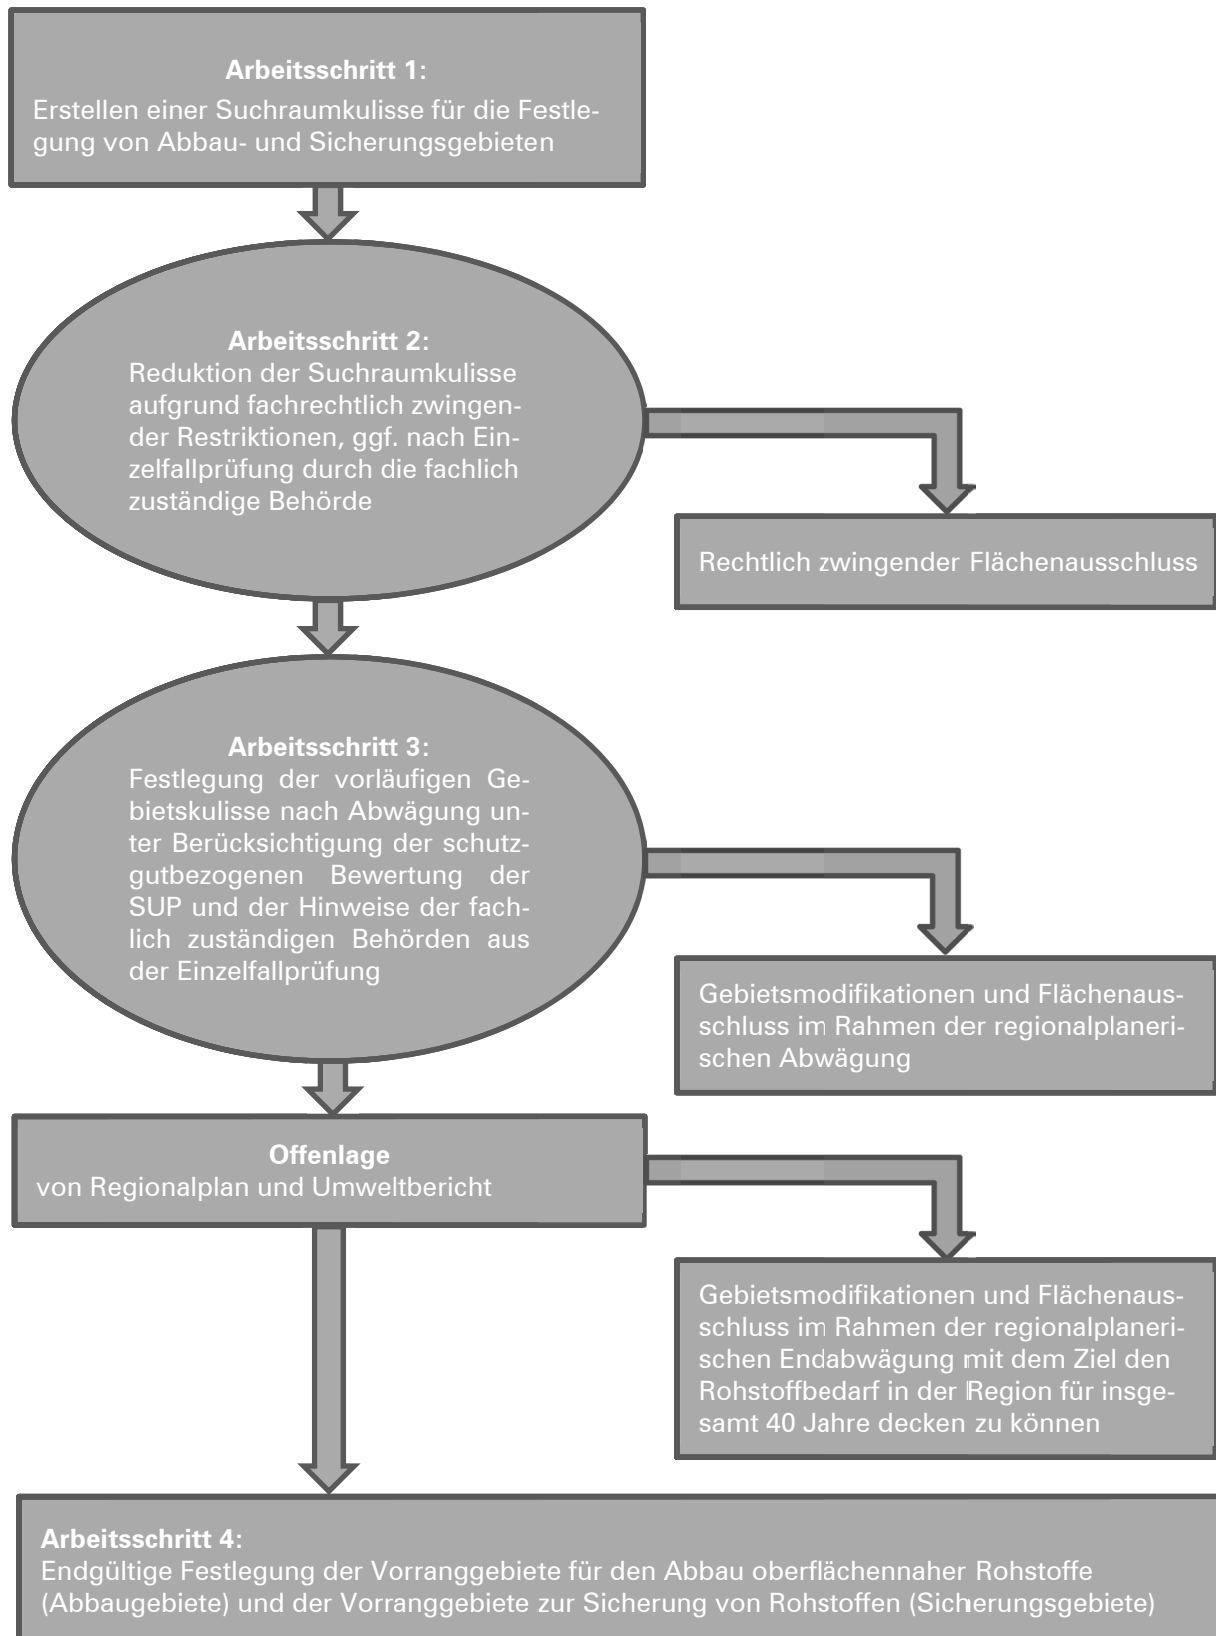 Arbeitsschritt 1:
Erstellen einer Suchraumkulisse für die Festle-
gung von Abbau- und Sicherungsgebieten
Arbeitsschritt 2:
Reduktion der Suchraumkulisse
aufgrund fachrechtlich zwingen-
der Restriktionen, ggf. nach Ein-
zelfallprüfung durch die fachlich
zuständige Behörde
Rechtlich zwingender Flächenausschluss
Arbeitsschritt 3:
Festlegung der vorläufigen Ge-
bietskulisse nach Abwägung un-
ter Berücksichtigung der schutz-
gutbezogenen Bewertung der
SUP und der Hinweise der fach-
lich zuständigen Behörden aus
der Einzelfallprüfung
Gebietsmodifikationen und Flächenaus-
schluss im Rahmen der regionalplaneri-
schen Abwägung
Offenlage
von Regionalplan und Umweltbericht
Gebietsmodifikationen und Flächenaus-
schluss im Rahmen der regionalplaneri-
schen Endabwägung mit dem Ziel den
Rohstoffbedarf in der Region für insge-
samt 40 Jahre decken zu können
Arbeitsschritt 4:
Endgültige Festlegung der Vorranggebiete für den Abbau oberflächennaher Rohstoffe
(Abbaugebiete) und der Vorranggebiete zur Sicherung von Rohstoffen (Sicherungsgebiete)